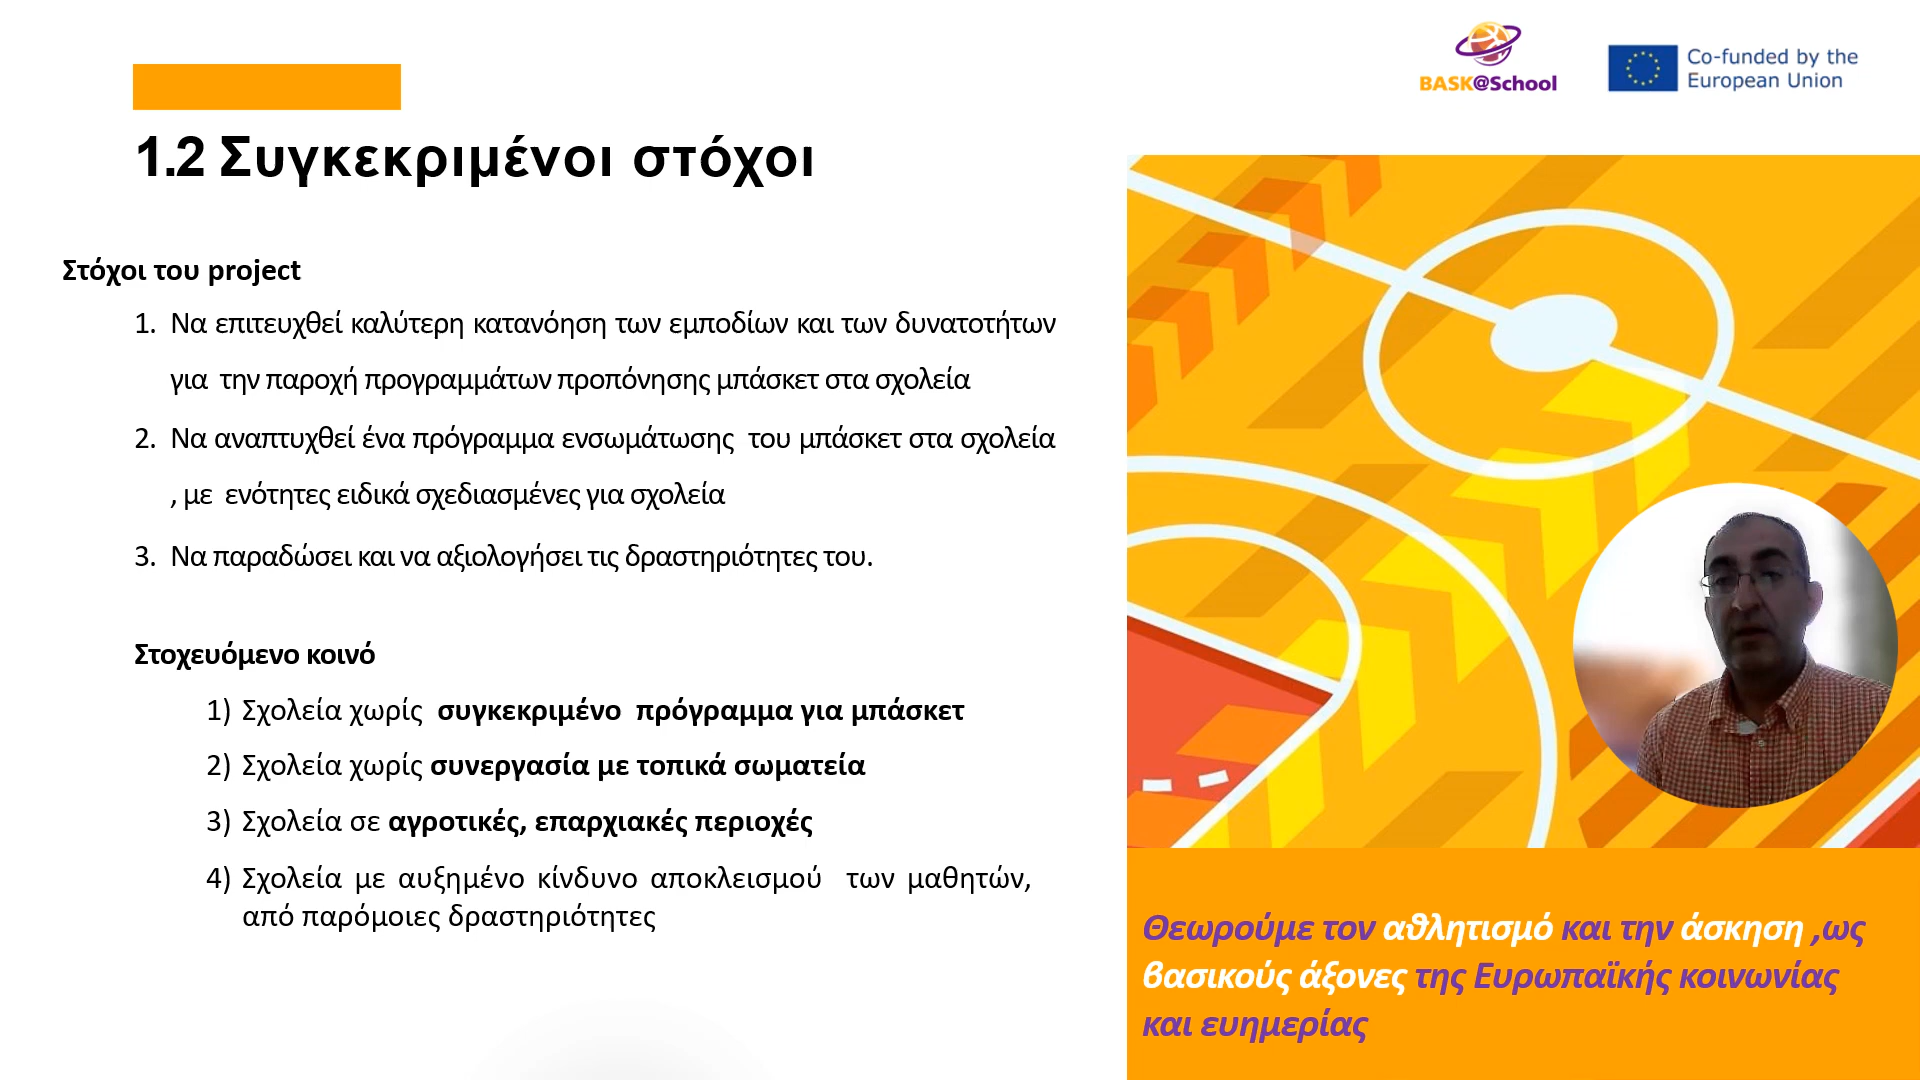 BASK@School
Co-funded by the
European Union
1.2 Συγκεκριμένοι στόχοι
Στόχοι του project
1. Να επιτευχθεί καλύτερη κατανόηση των εμποδίων και των δυνατοτήτων
για την παροχή προγραμμάτων προπόνησης μπάσκετ στα σχολεία
2. Να αναπτυχθεί ένα πρόγραμμα ενσωμάτωσης του μπάσκετ στα σχολεία
, με ενότητες ειδικά σχεδιασμένες για σχολεία
3. Να παραδώσει και να αξιολογήσει τις δραστηριότητες του.
Στοχευόμενο κοινό
1) Σχολεία χωρίς συγκεκριμένο πρόγραμμα για μπάσκετ
2) Σχολεία χωρίς συνεργασία με τοπικά σωματεία
3) Σχολεία σε αγροτικές, επαρχιακές περιοχές
4) Σχολεία με αυξημένο κίνδυνο αποκλεισμού των μαθητών,
από παρόμοιες δραστηριότητες
Θεωρούμε τον αθλητισμό και την άσκηση ,ως
βασικούς άξονες της Ευρωπαϊκής κοινωνίας
και ευημερίας